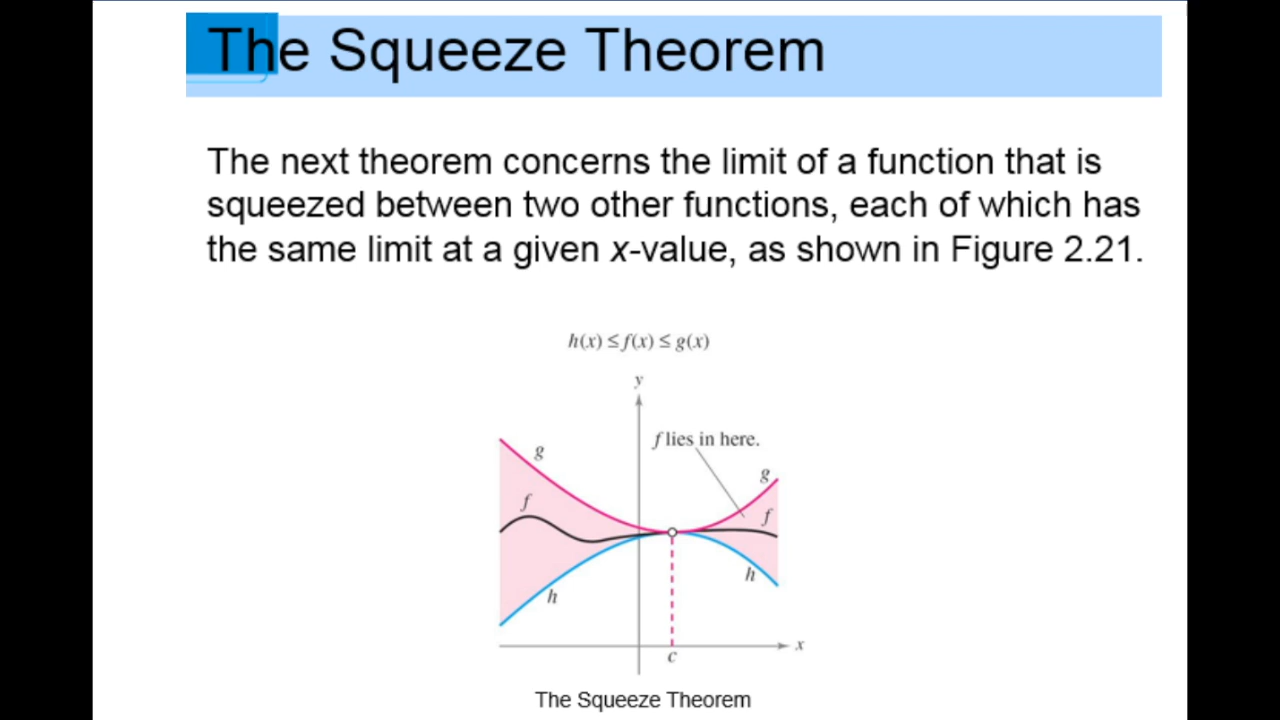 The Squeeze Theorem
The next theorem concerns the limit of a function that is
squeezed between two other functions, each of which has
the same limit at a given x-value, as shown in Figure 2.21.
h(x) ≤ f(x) ≤ g(x)
y
f lies in here.
g
g
f
f
h
h
x
c
The Squeeze Theorem